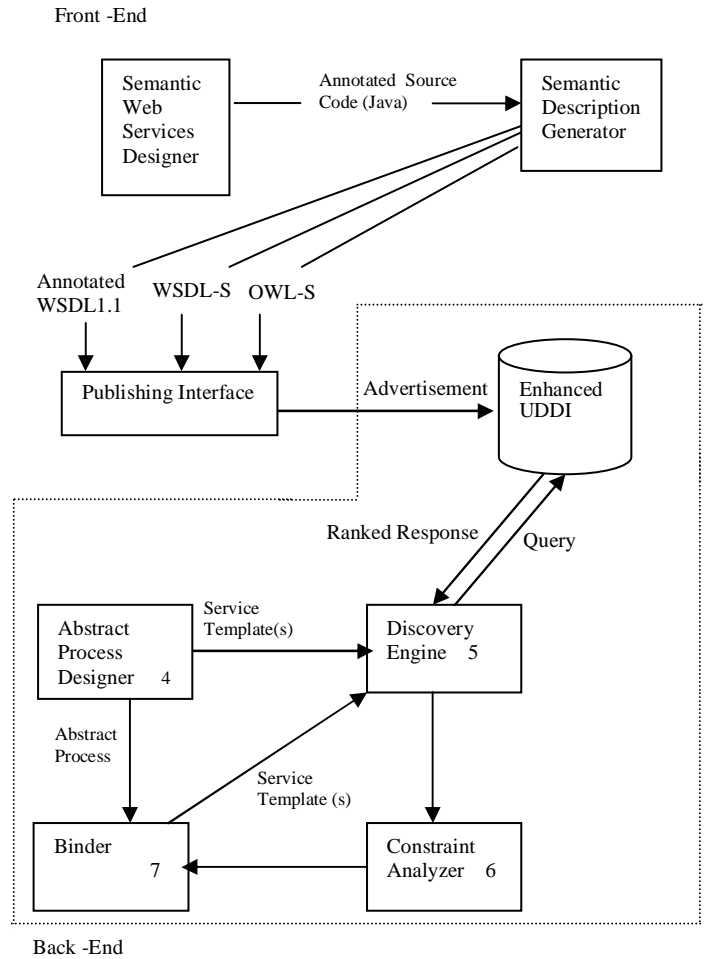 Front -End
Semantic
Web
Services
Designer
Annotated Source
Code (Java)
Semantic
Description
Generator
Annotated
WSDL1.1
WSDL-S
OWL-S
Publishing Interface
Advertisement
Enhanced
UDDI
Ranked Response
Query
Abstract
Process
Designer 4
Service
Template(s)
Discovery
Engine 5
Abstract
Process
Service
Template (s)
Binder
7
Constraint
Analyzer 6
Back -End